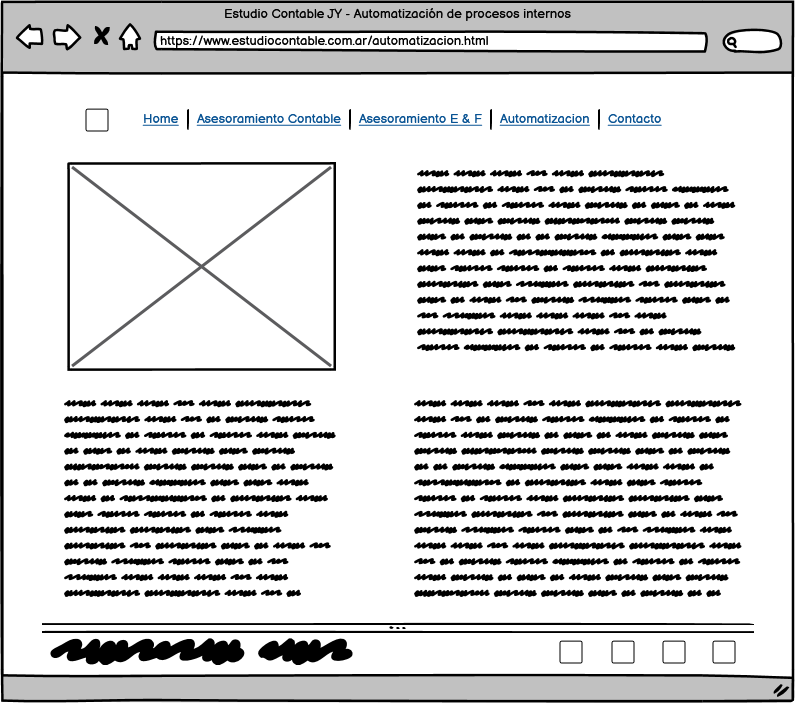 Estudio Contable JY - Automatización de procesos internos
https://www.estudiocontable.com.ar/automatizacion.html
Home | Asesoramiento Contable | Asesoramiento E & F | Automatizacion | Contacto